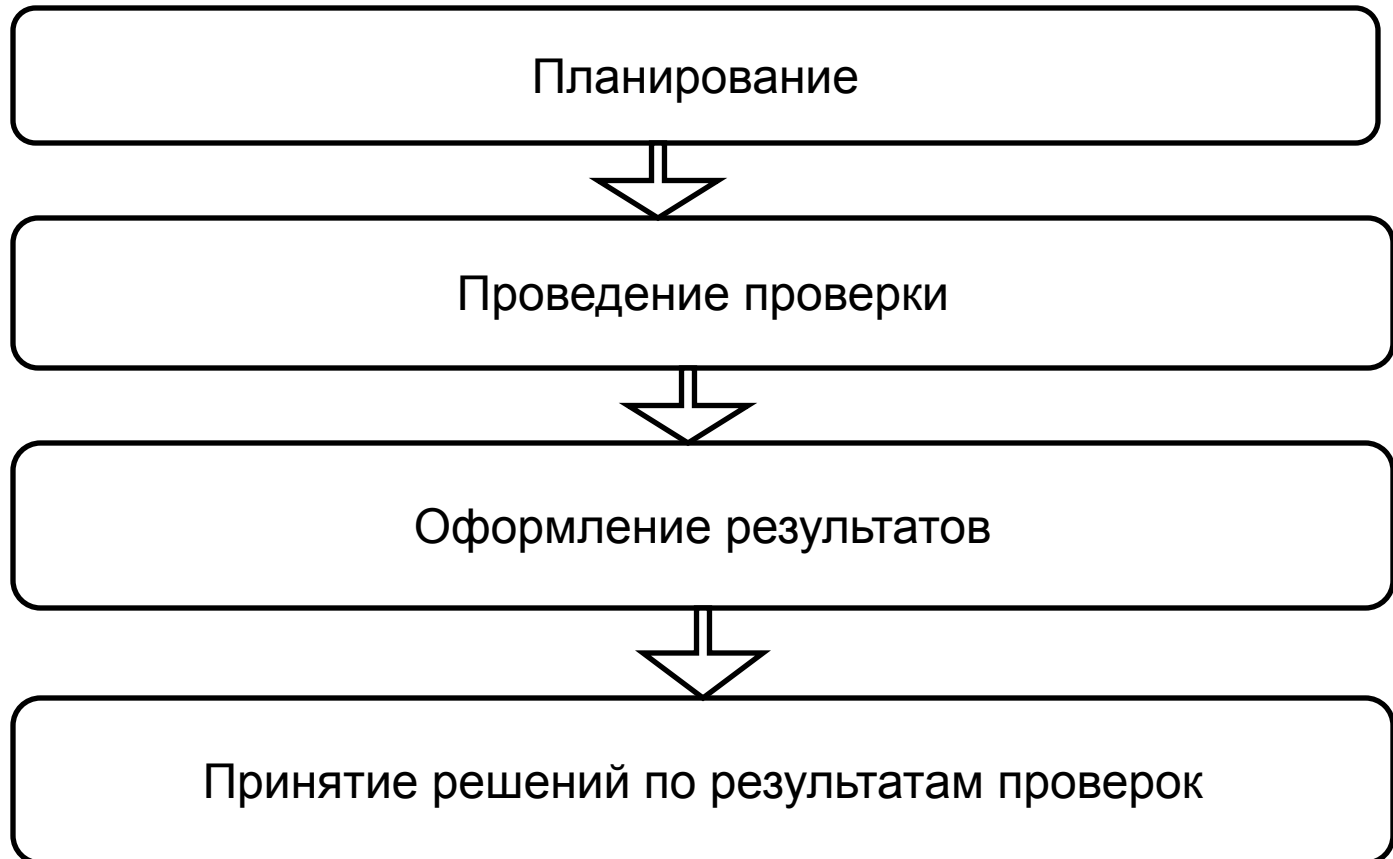 Планирование
Проведение проверки
Оформление результатов
Принятие решений по результатам проверок